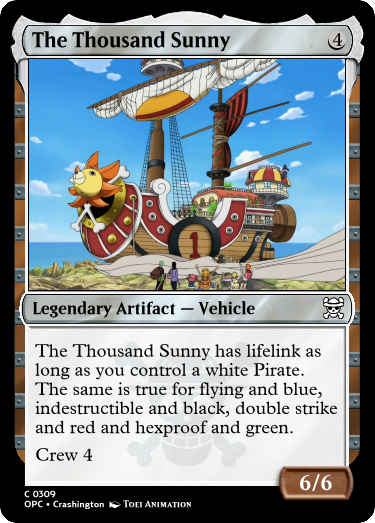 The Thousand Sunny 4
1
Legendary Artifact — Vehicle
The Thousand Sunny has lifelink as
long as you control a white Pirate.
The same is true for flying and blue,
indestructible and black, double strike
and red and hexproof and green.
Crew 4
6/6
C 0309
OPC • Crashington TOEI ANIMATION